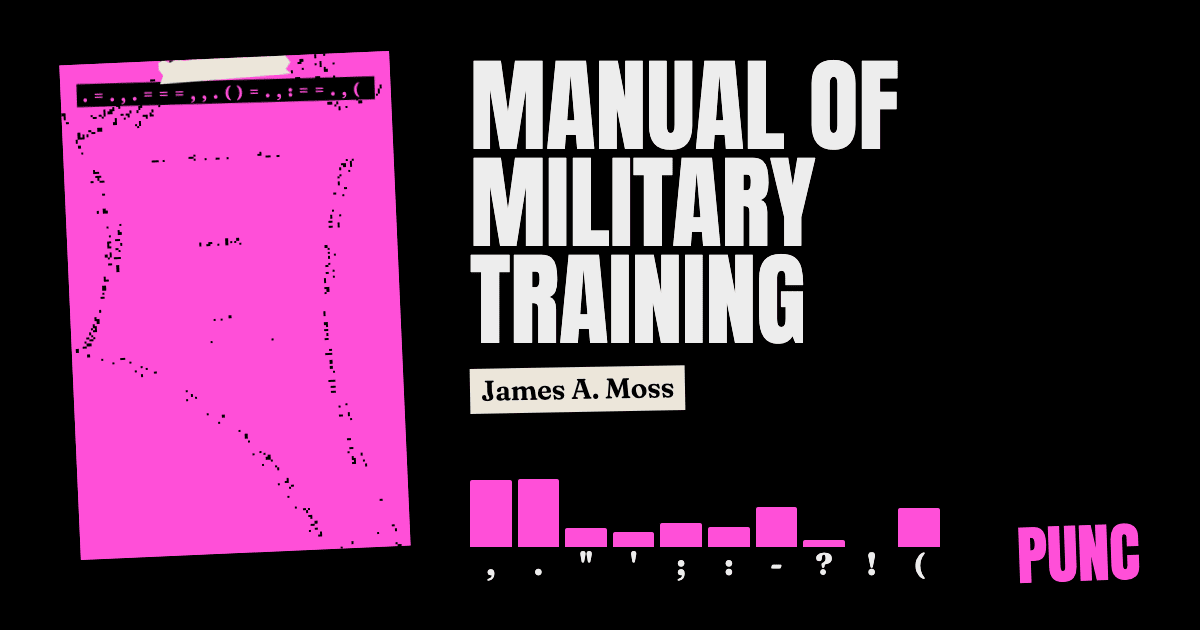 .=.,.===,,.()=.,:==.,(
MANUAL OF
MILITARY
TRAINING
James A. Moss
, . " ' ; : - ? ! (
PUNC